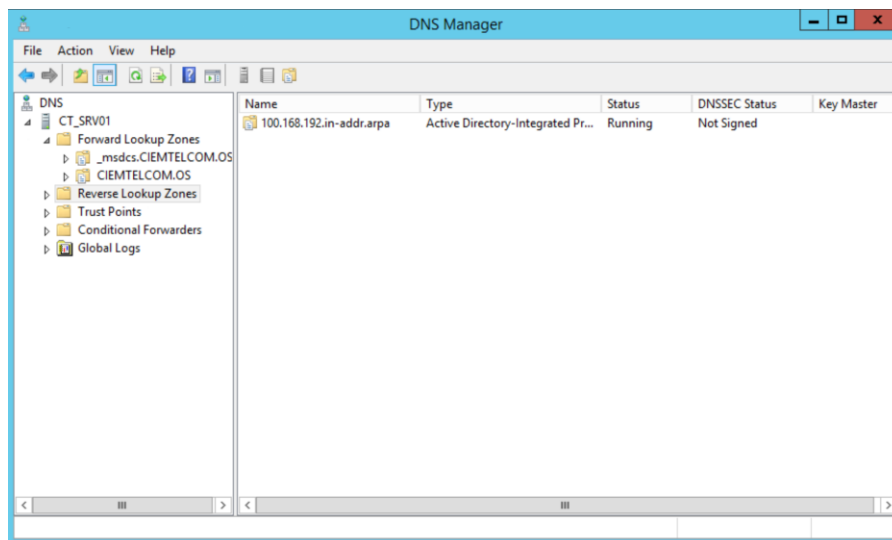 DNS Manager
File Action View Help
DNS
CT_SRV01
Forward Lookup Zones
_msdcs.CIEMTELCOM.OS
CIEMTELCOM.OS
Reverse Lookup Zones
Trust Points
Conditional Forwarders
Global Logs
Name Type Status DNSSEC Status Key Master
100.168.192.in-addr.arpa Active Directory-Integrated Pr... Running Not Signed